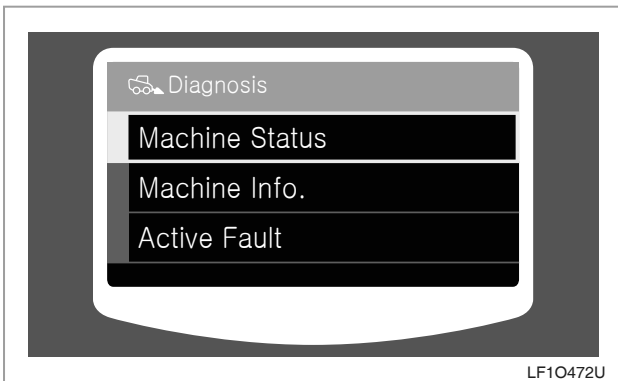 Diagnosis
Machine Status
Machine Info.
Active Fault
LF1O472U